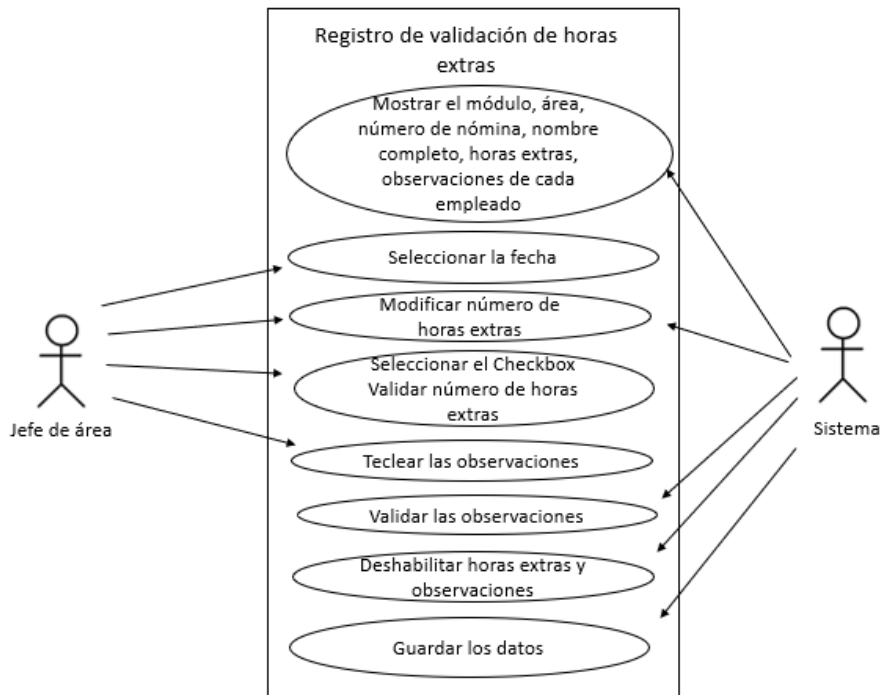 Registro de validación de horas
extras
Mostrar el módulo, área,
número de nómina, nombre
completo, horas extras,
observaciones de cada
empleado
Seleccionar la fecha
Modificar número de
horas extras
Seleccionar el Checkbox
Validar número de horas
extras
Jefe de área
Sistema
Teclear las observaciones
Validar las observaciones
Deshabilitar horas extras y
observaciones
Guardar los datos